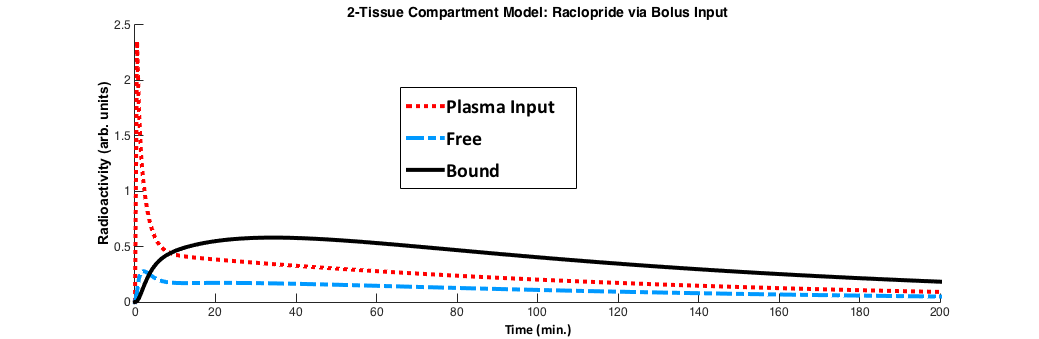 2-Tissue Compartment Model: Raclopride via Bolus Input
2.5
2
1.5
1
0.5
0
Radioactivity (arb. units)
Plasma Input
Free
Bound
0 20 40 60 80 100 120 140 160 180 200
Time (min.)